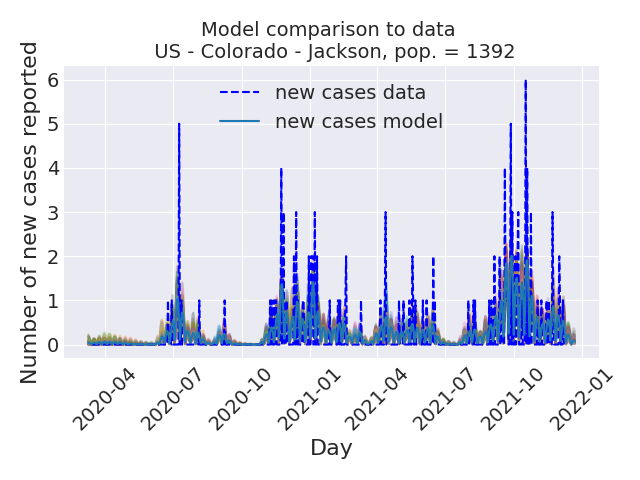 Model comparison to data
US - Colorado - Jackson, pop. = 1392
new cases data
new cases model
Number of new cases reported
6
5
4
3
2
1
0
2020-04
2020-07
2020-10
2021-01
2021-04
2021-07
2021-10
2022-01
Day